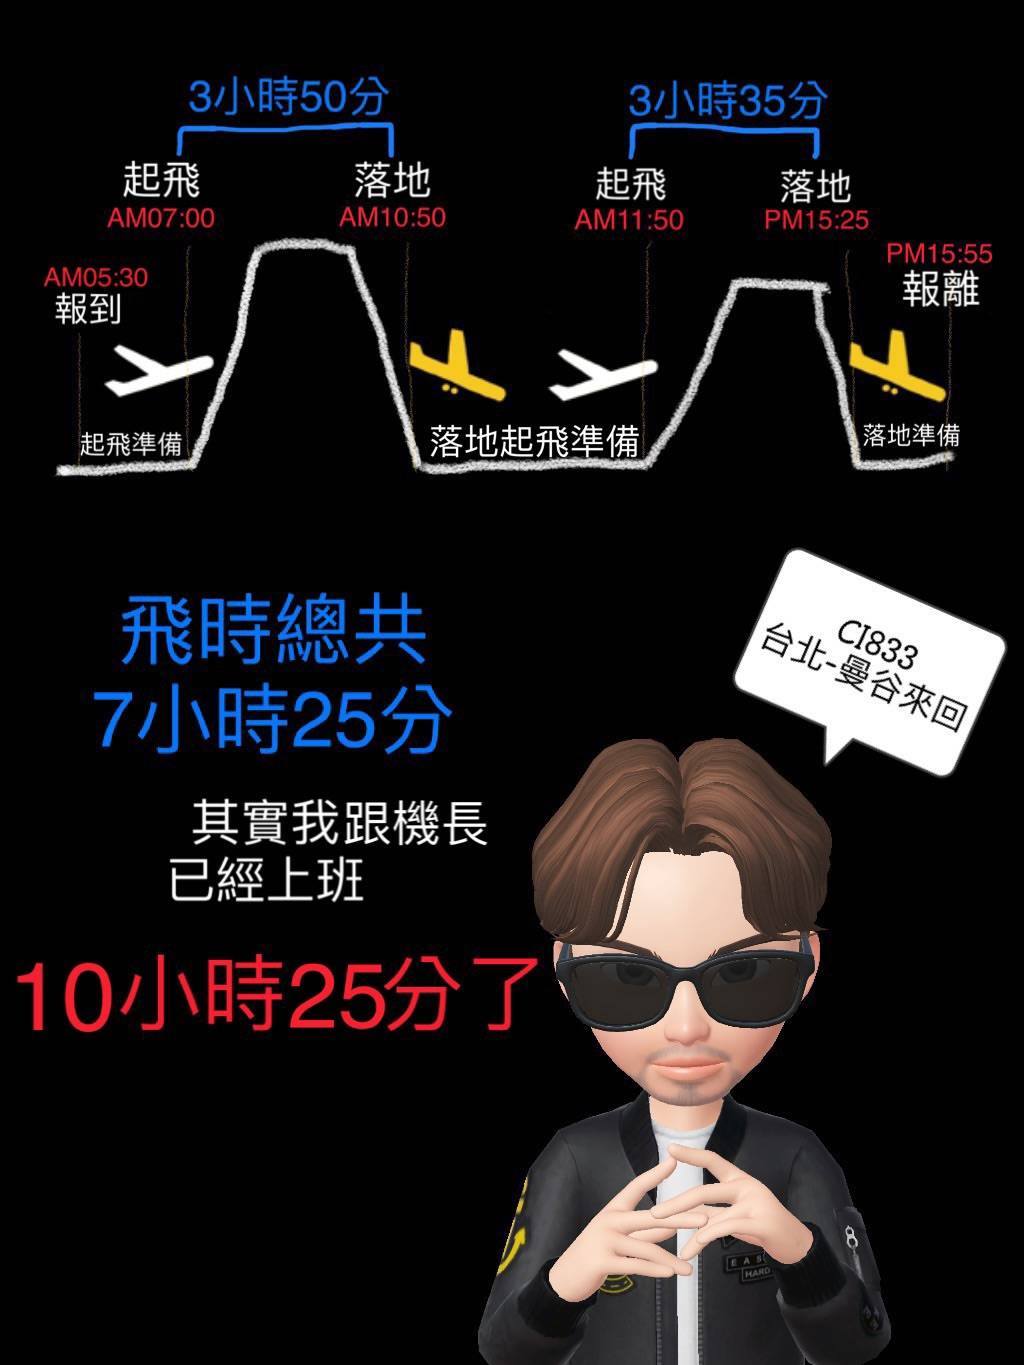 3小時50分
3小時35分
起飛
落地
起飛
落地
AM07:00
AM10:50
AM11:50
PM15:25
PM15:55
報離
AM05:30
報到
起飛準備
落地起飛準備
落地準備
飛時總共
7小時25分
CI833
台北-曼谷來回
其實我跟機長
已經上班
10小時25分了
EAS
HARD